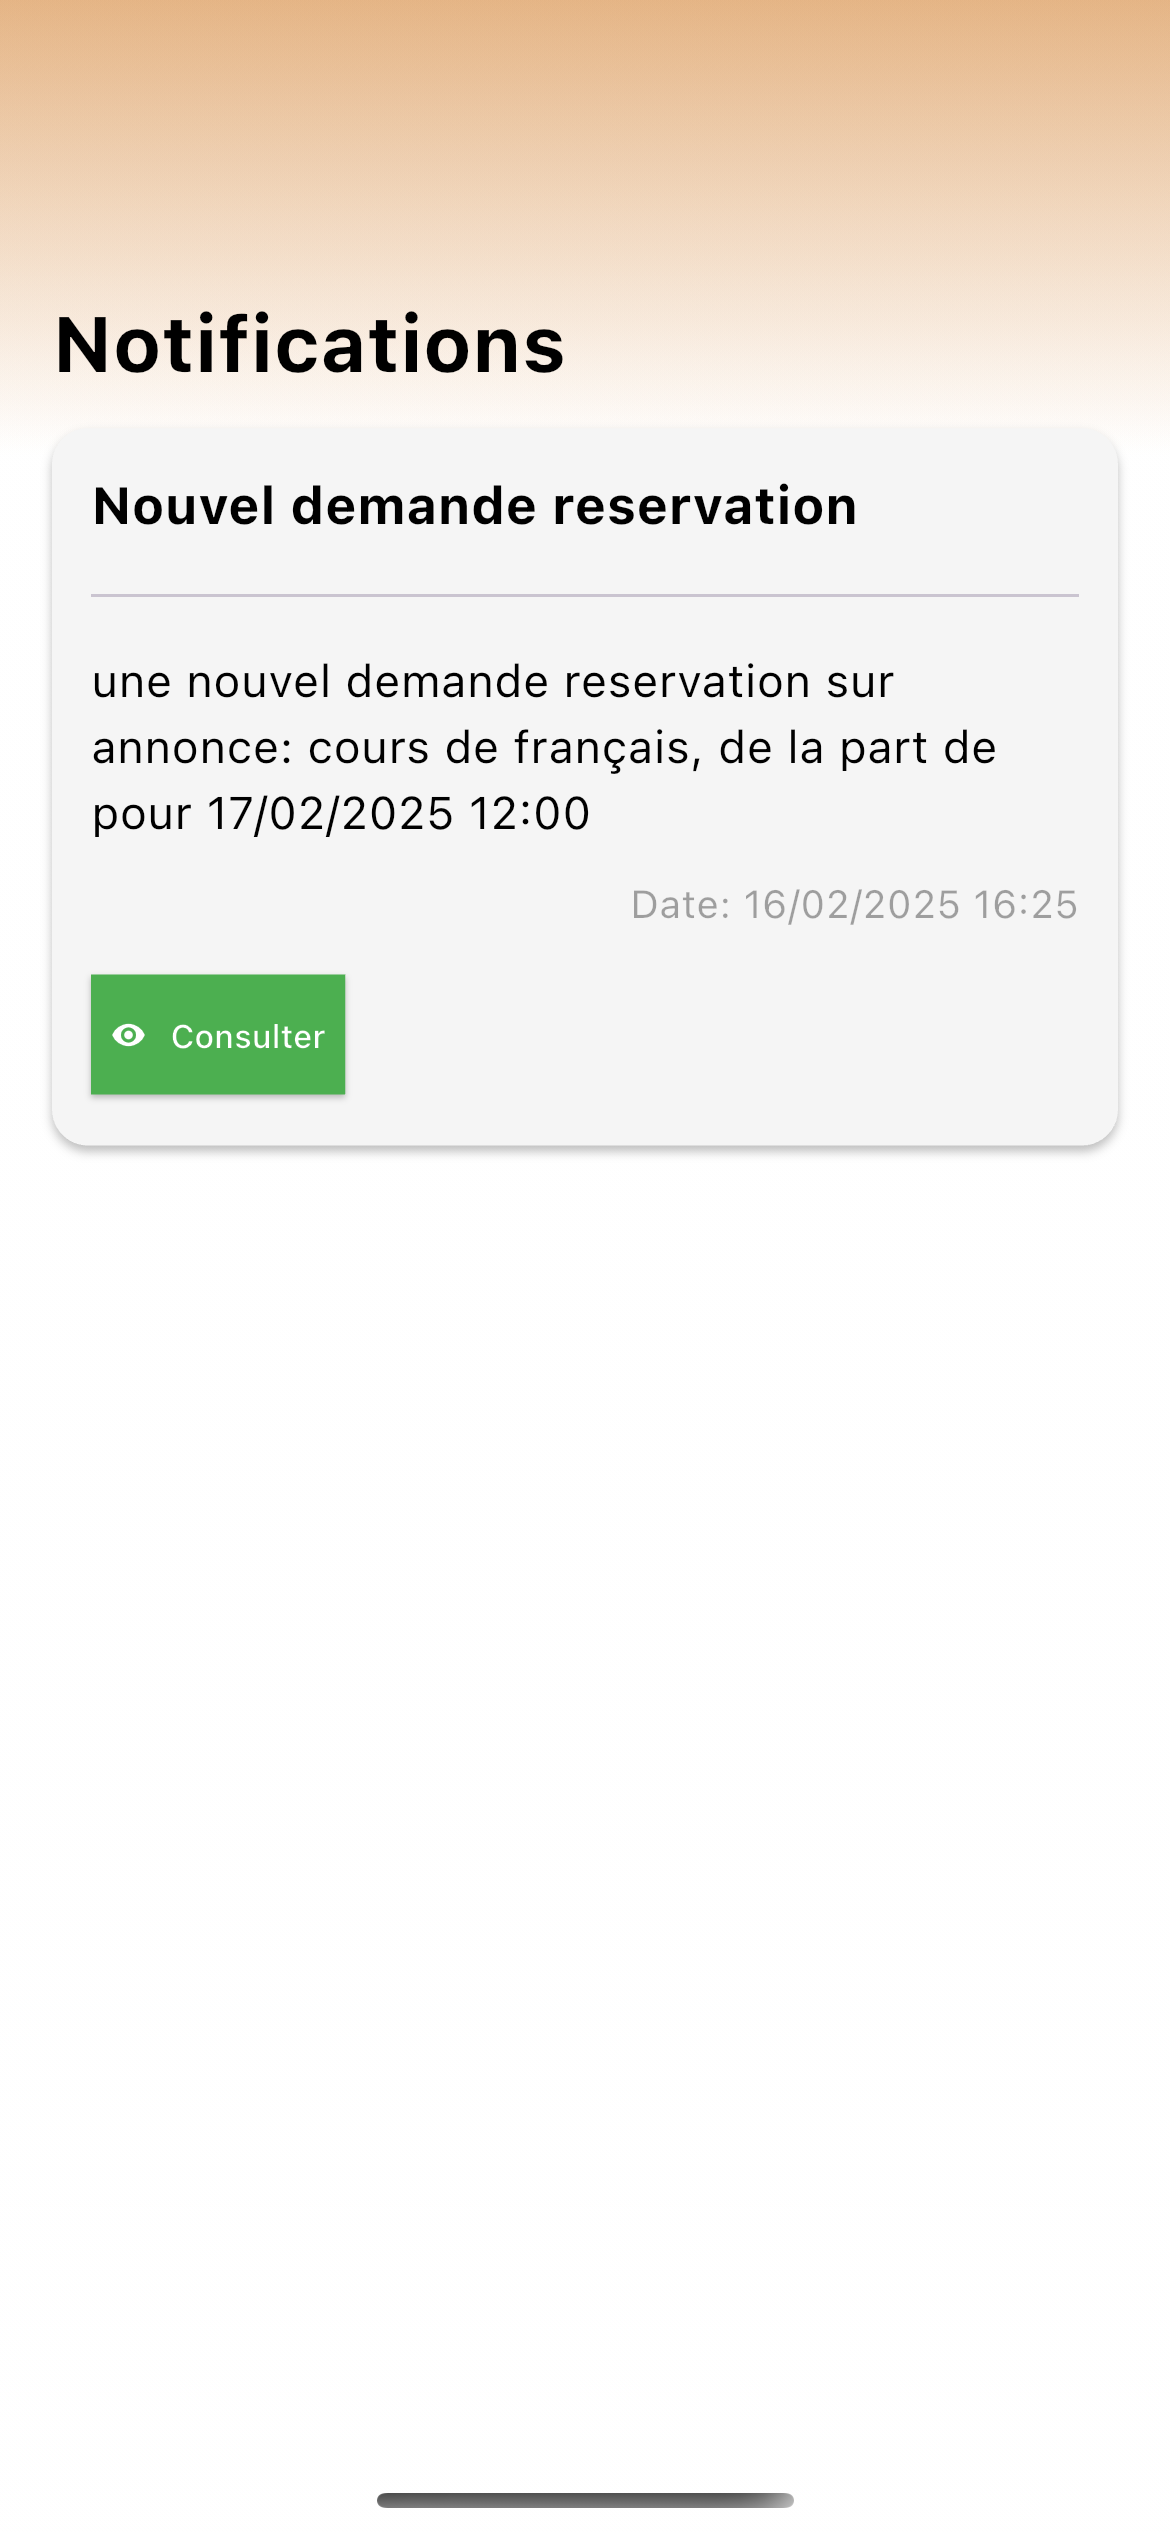 Notifications
Nouvel demande reservation
une nouvel demande reservation sur
annonce: cours de français, de la part de
pour 17/02/2025 12:00
Date: 16/02/2025 16:25
Consulter